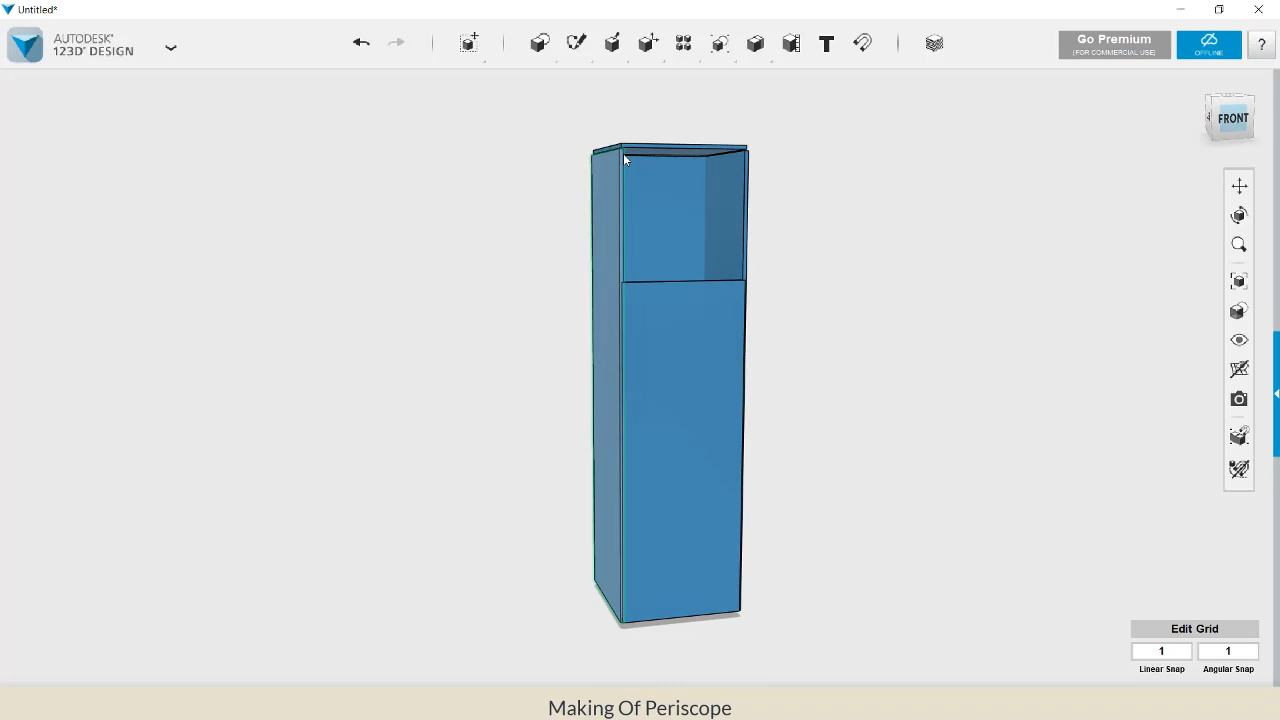 Untitled*
AUTODESK®
123D® DESIGN
T
Go Premium
(FOR COMMERCIAL USE)
OFFLINE
?
FRONT
Edit Grid
1 1
Linear Snap Angular Snap
Making Of Periscope